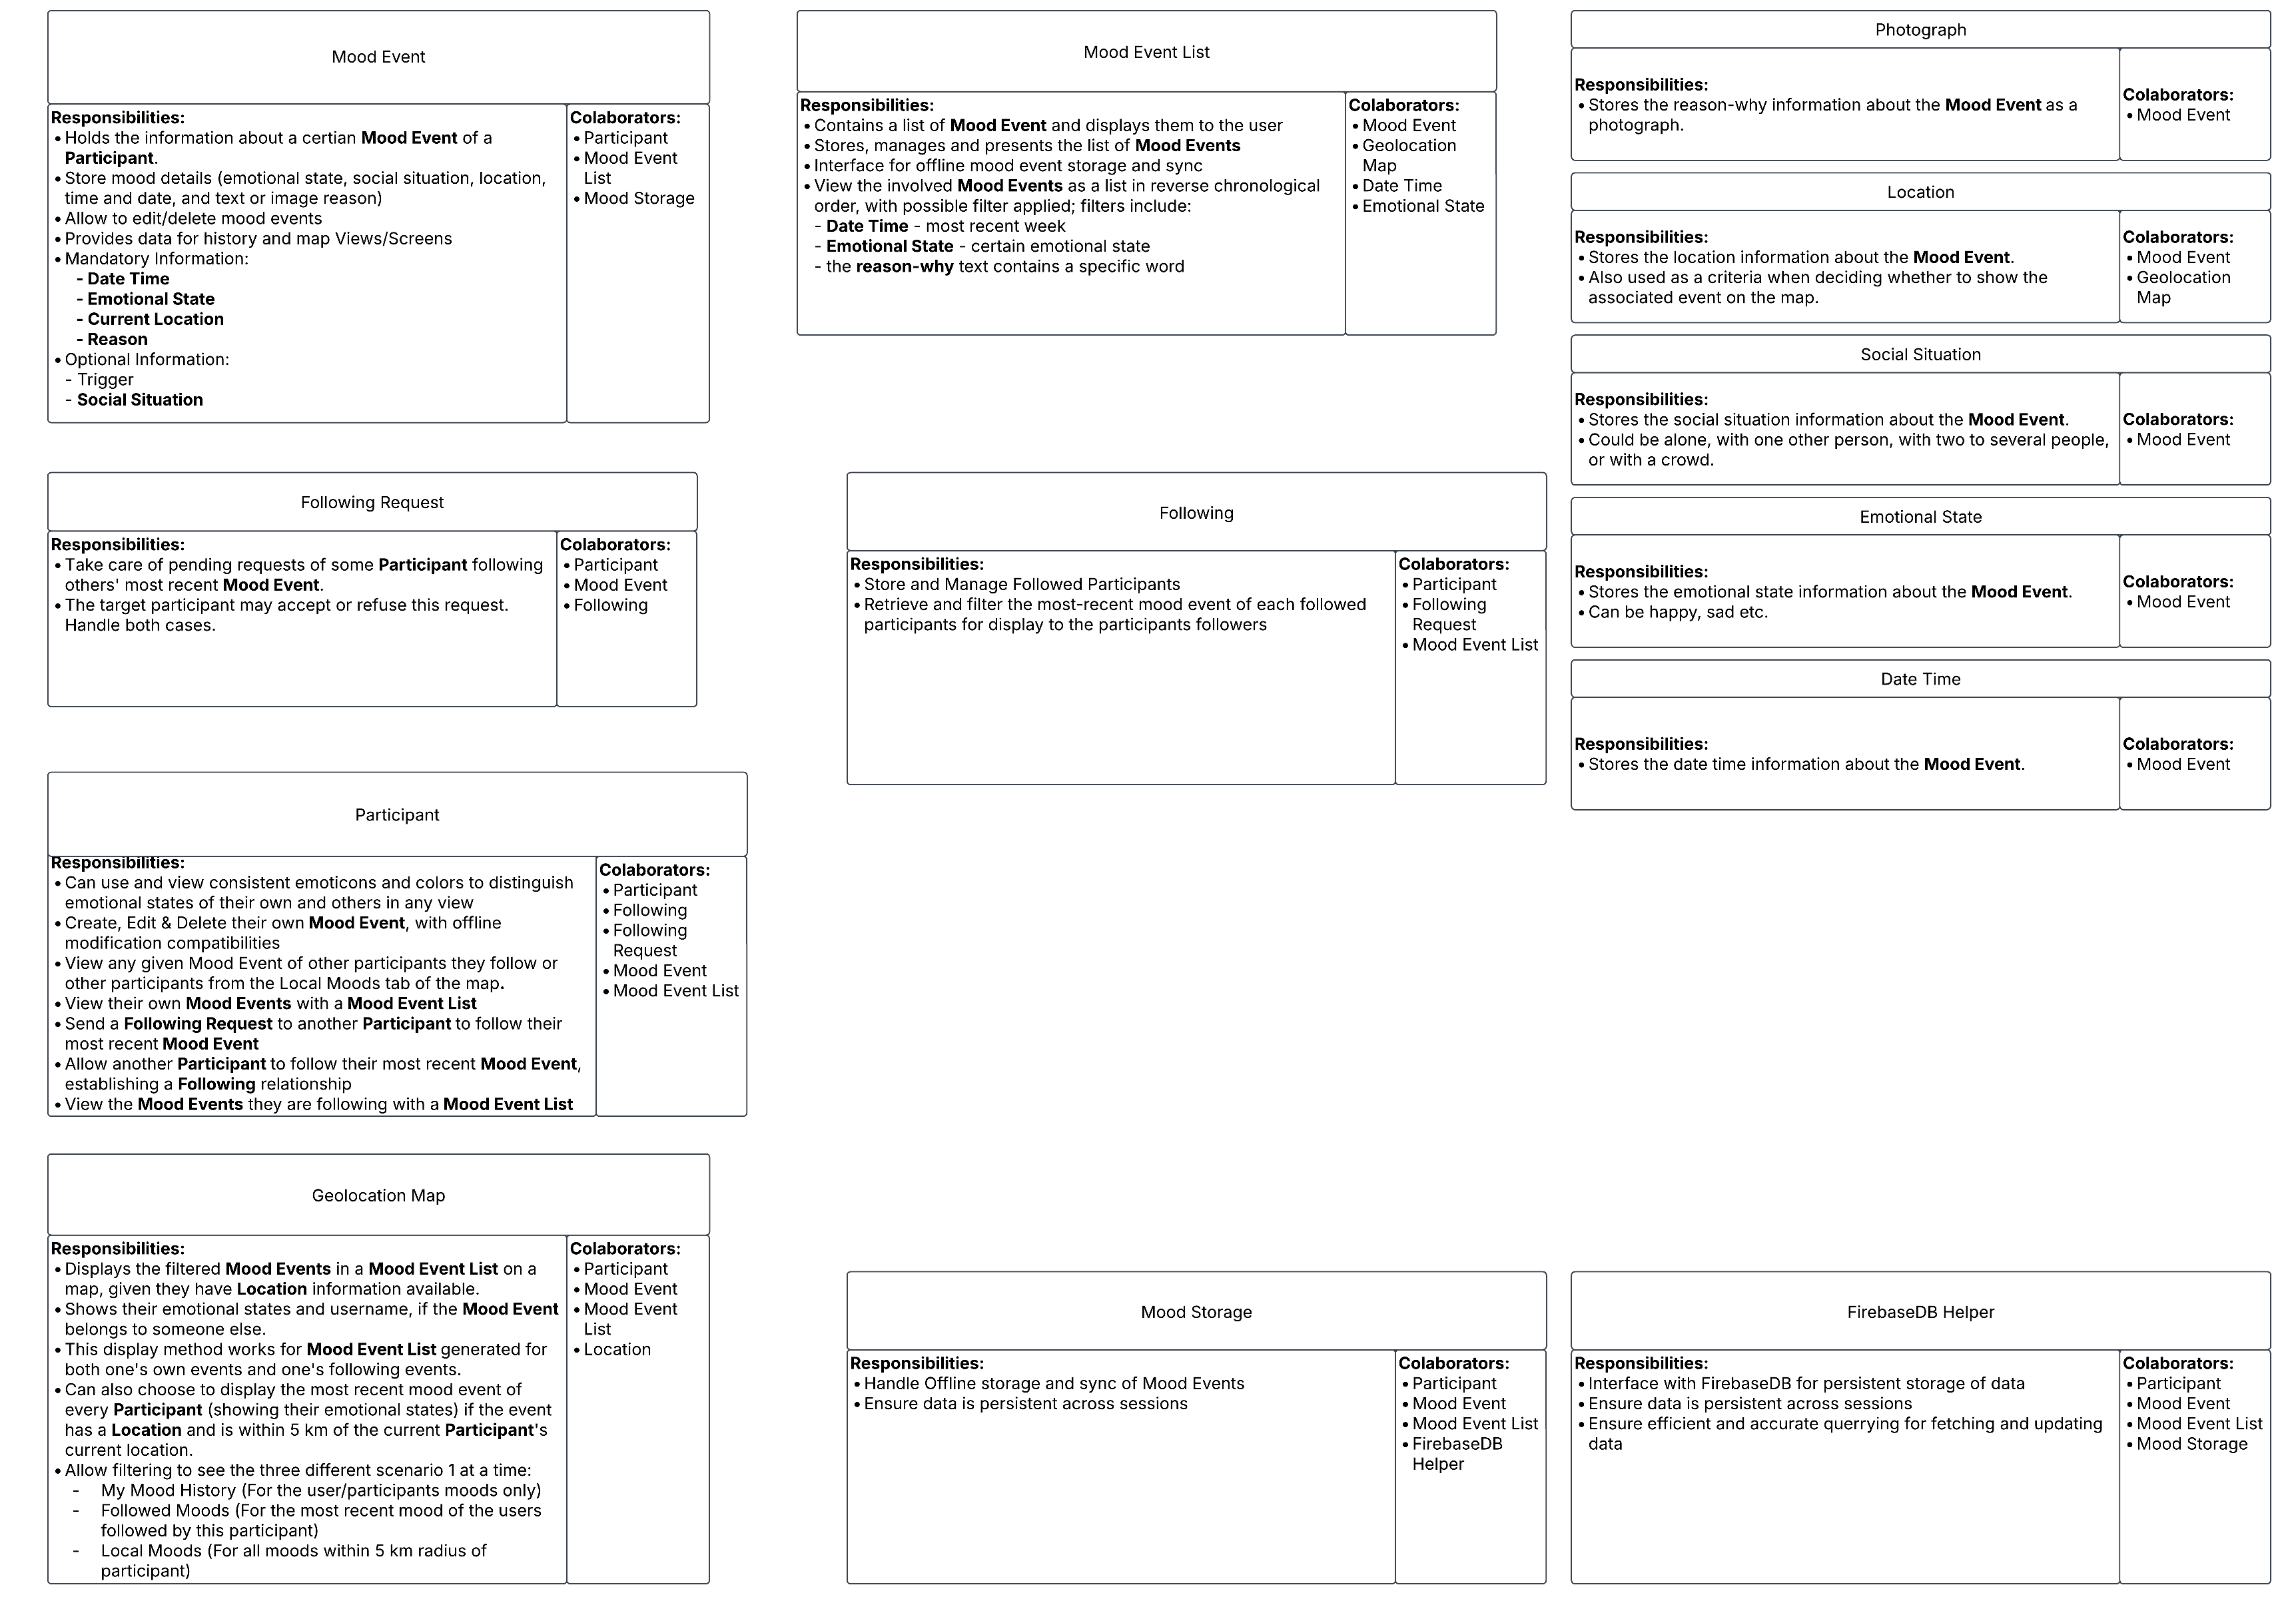 Mood Event
Responsibilities:
• Holds the information about a certian Mood Event of a
Participant.
• Store mood details (emotional state, social situation, location,
time and date, and text or image reason)
• Allow to edit/delete mood events
• Provides data for history and map Views/Screens
• Mandatory Information:
- Date Time
- Emotional State
- Current Location
- Reason
• Optional Information:
- Trigger
- Social Situation
Colaborators:
• Participant
• Mood Event
List
• Mood Storage
Mood Event List
Responsibilities:
• Contains a list of Mood Event and displays them to the user
• Stores, manages and presents the list of Mood Events
• Interface for offline mood event storage and sync
• View the involved Mood Events as a list in reverse chronological
order, with possible filter applied; filters include:
- Date Time - most recent week
- Emotional State - certain emotional state
- the reason-why text contains a specific word
Colaborators:
• Mood Event
• Geolocation
Map
• Date Time
• Emotional State
Photograph
Responsibilities:
• Stores the reason-why information about the Mood Event as a
photograph.
Colaborators:
• Mood Event
Location
Responsibilities:
• Stores the location information about the Mood Event.
• Also used as a criteria when deciding whether to show the
associated event on the map.
Colaborators:
• Mood Event
• Geolocation
Map
Social Situation
Responsibilities:
• Stores the social situation information about the Mood Event.
• Could be alone, with one other person, with two to several people,
or with a crowd.
Colaborators:
• Mood Event
Emotional State
Responsibilities:
• Stores the emotional state information about the Mood Event.
• Can be happy, sad etc.
Colaborators:
• Mood Event
Date Time
Responsibilities:
• Stores the date time information about the Mood Event.
Colaborators:
• Mood Event
Following Request
Responsibilities:
• Take care of pending requests of some Participant following
others' most recent Mood Event.
• The target participant may accept or refuse this request.
Handle both cases.
Colaborators:
• Participant
• Mood Event
• Following
Following
Responsibilities:
• Store and Manage Followed Participants
• Retrieve and filter the most-recent mood event of each followed
participants for display to the participants followers
Colaborators:
• Participant
• Following
Request
• Mood Event List
Participant
Responsibilities:
• Can use and view consistent emoticons and colors to distinguish
emotional states of their own and others in any view
• Create, Edit & Delete their own Mood Event, with offline
modification compatibilities
• View any given Mood Event of other participants they follow or
other participants from the Local Moods tab of the map.
• View their own Mood Events with a Mood Event List
• Send a Following Request to another Participant to follow their
most recent Mood Event
• Allow another Participant to follow their most recent Mood Event,
establishing a Following relationship
• View the Mood Events they are following with a Mood Event List
Colaborators:
• Participant
• Following
• Following
Request
• Mood Event
• Mood Event List
Geolocation Map
Responsibilities:
• Displays the filtered Mood Events in a Mood Event List on a
map, given they have Location information available.
• Shows their emotional states and username, if the Mood Event
belongs to someone else.
• This display method works for Mood Event List generated for
both one's own events and one's following events.
• Can also choose to display the most recent mood event of
every Participant (showing their emotional states) if the event
has a Location and is within 5 km of the current Participant's
current location.
• Allow filtering to see the three different scenario 1 at a time:
- My Mood History (For the user/participants moods only)
- Followed Moods (For the most recent mood of the users
followed by this participant)
- Local Moods (For all moods within 5 km radius of
participant)
Colaborators:
• Participant
• Mood Event
• Mood Event
List
• Location
Mood Storage
Responsibilities:
• Handle Offline storage and sync of Mood Events
• Ensure data is persistent across sessions
Colaborators:
• Participant
• Mood Event
• Mood Event List
• FirebaseDB
Helper
FirebaseDB Helper
Responsibilities:
• Interface with FirebaseDB for persistent storage of data
• Ensure data is persistent across sessions
• Ensure efficient and accurate querrying for fetching and updating
data
Colaborators:
• Participant
• Mood Event
• Mood Event List
• Mood Storage